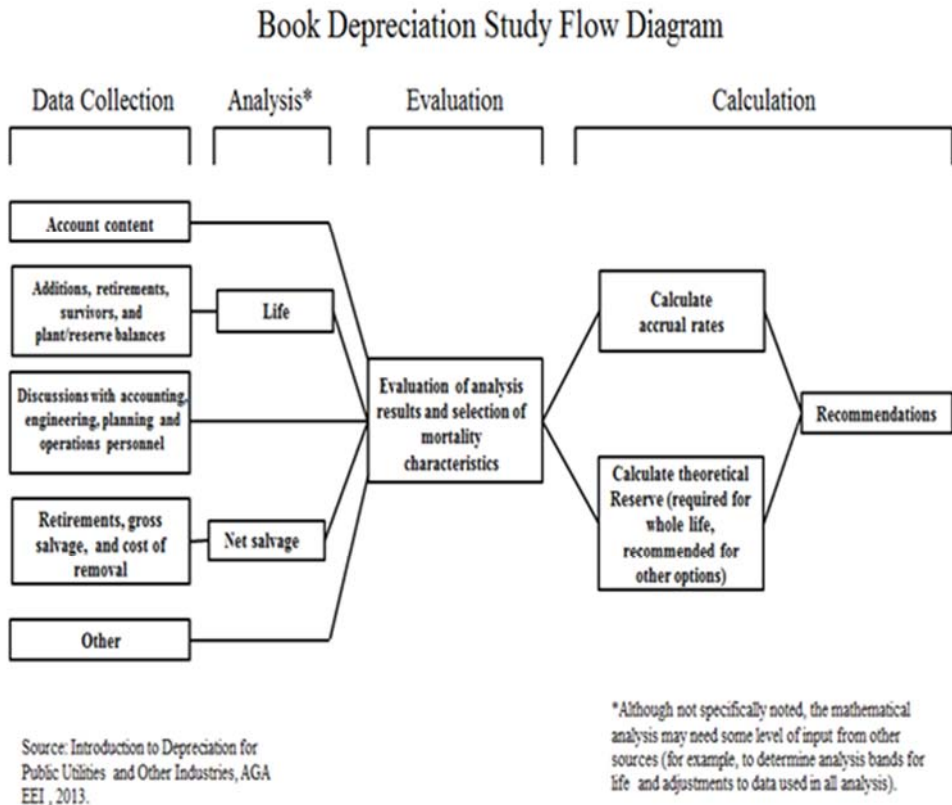 Book Depreciation Study Flow Diagram
Data Collection
Analysis*
Evaluation
Calculation
Account content
Additions, retirements,
survivors, and
plant/reserve balances
Life
Discussions with accounting,
engineering, planning and
operations personnel
Retirements, gross
salvage, and cost of
removal
Net salvage
Other
Evaluation of analysis
results and selection of
mortality
characteristics
Calculate
accrual rates
Calculate theoretical
Reserve (required for
whole life,
recommended for
other options)
Recommendations
Source: Introduction to Depreciation for
Public Utilities and Other Industries, AGA
EEI , 2013.
*Although not specifically noted, the mathematical
analysis may need some level of input from other
sources (for example, to determine analysis bands for
life and adjustments to data used in all analysis).